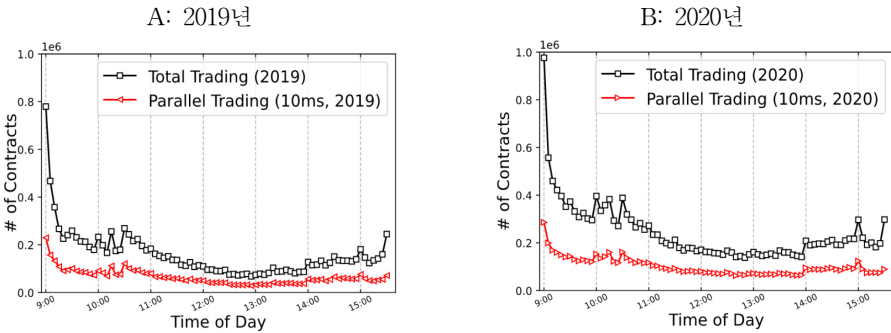 A: 2019년
1e6
1.0
0.8
0.6
0.4
0.2
0.0
# of Contracts
Total Trading (2019)
Parallel Trading (10ms, 2019)
9:00
10:00
11:00
12:00
13:00
14:00
15:00
Time of Day
B: 2020년
1e6
1.0
0.8
0.6
0.4
0.2
0.0
# of Contracts
Total Trading (2020)
Parallel Trading (10ms, 2020)
9:00
10:00
11:00
12:00
13:00
14:00
15:00
Time of Day